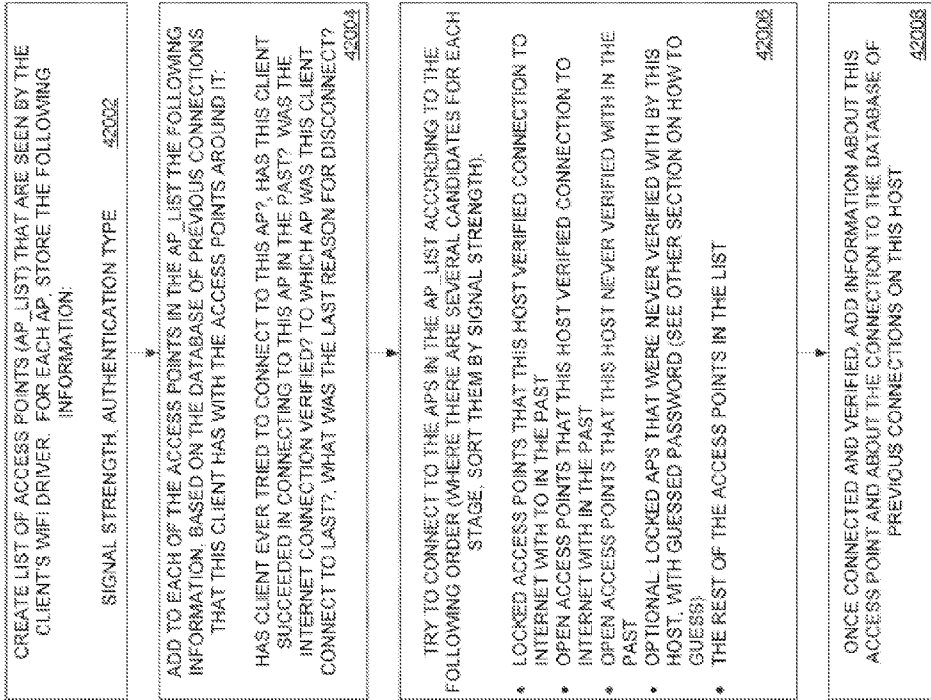 CREATE LIST OF ACCESS POINTS (AP_LIST) THAT ARE SEEN BY THE
CLIENT'S WIFI DRIVER. FOR EACH AP, STORE THE FOLLOWING
INFORMATION:
SIGNAL STRENGTH, AUTHENTICATION TYPE
42002
ADD TO EACH OF THE ACCESS POINTS IN THE AP_LIST THE FOLLOWING
INFORMATION, BASED ON THE DATABASE OF PREVIOUS CONNECTIONS
THAT THIS CLIENT HAS WITH THE ACCESS POINTS AROUND IT:
HAS CLIENT EVER TRIED TO CONNECT TO THIS AP?, HAS THIS CLIENT
SUCCEEDED IN CONNECTING TO THIS AP IN THE PAST? WAS THE
INTERNET CONNECTION VERIFIED? TO WHICH AP WAS THIS CLIENT
CONNECT TO LAST?, WHAT WAS THE LAST REASON FOR DISCONNECT?
42004
TRY TO CONNECT TO THE APS IN THE AP_LIST ACCORDING TO THE
FOLLOWING ORDER (WHERE THERE ARE SEVERAL CANDIDATES FOR EACH
STAGE, SORT THEM BY SIGNAL STRENGTH).
• LOCKED ACCESS POINTS THAT THIS HOST VERIFIED CONNECTION TO
INTERNET WITH TO IN THE PAST
• OPEN ACCESS POINTS THAT THIS HOST VERIFIED CONNECTION TO
INTERNET WITH IN THE PAST
• OPEN ACCESS POINTS THAT THIS HOST NEVER VERIFIED WITH IN THE
PAST
• OPTIONAL: LOCKED APS THAT WERE NEVER VERIFIED WITH BY THIS
HOST, WITH GUESSED PASSWORD (SEE OTHER SECTION ON HOW TO
GUESS)
• THE REST OF THE ACCESS POINTS IN THE LIST
42006
ONCE CONNECTED AND VERIFIED, ADD INFORMATION ABOUT THIS
ACCESS POINT AND ABOUT THE CONNECTION TO THE DATABASE OF
PREVIOUS CONNECTIONS ON THIS HOST
42008